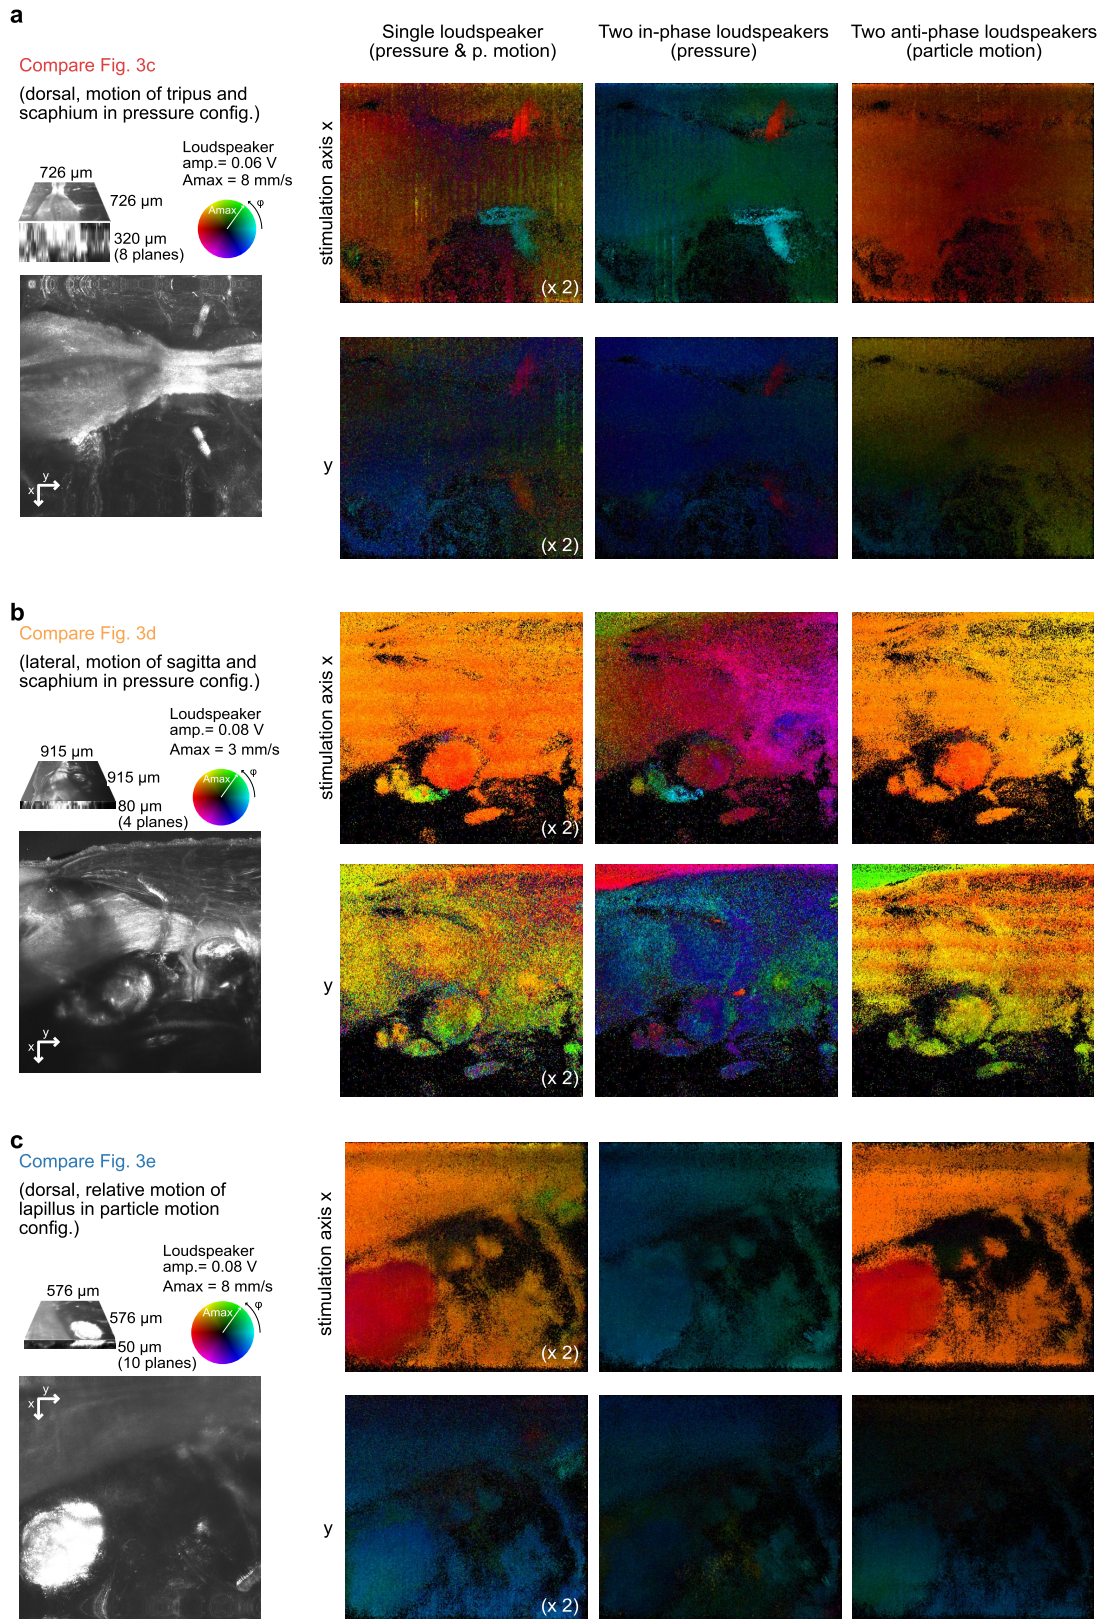 a
Compare Fig. 3c
(dorsal, motion of tripus and
scaphium in pressure config.)
726 µm
726 µm
320 µm
(8 planes)
Loudspeaker
amp.= 0.06 V
Amax = 8 mm/s
Amax
φ
x
y
Single loudspeaker
(pressure & p. motion)
Two in-phase loudspeakers
(pressure)
Two anti-phase loudspeakers
(particle motion)
stimulation axis x
(x 2)
y
(x 2)
b
Compare Fig. 3d
(lateral, motion of sagitta and
scaphium in pressure config.)
915 µm
915 µm
80 µm
(4 planes)
Loudspeaker
amp.= 0.08 V
Amax = 3 mm/s
Amax
φ
x
y
stimulation axis x
(x 2)
y
(x 2)
c
Compare Fig. 3e
(dorsal, relative motion of
lapillus in particle motion
config.)
576 µm
576 µm
50 µm
(10 planes)
Loudspeaker
amp.= 0.08 V
Amax = 8 mm/s
Amax
φ
y
x
stimulation axis x
(x 2)
y
(x 2)